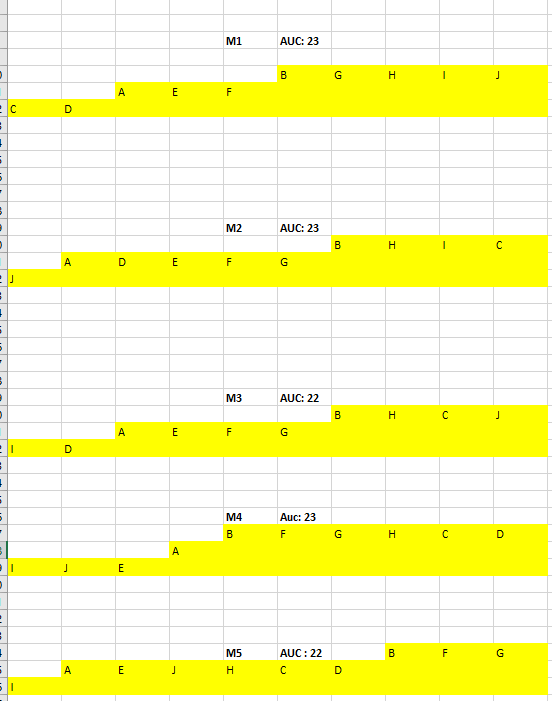 M1 AUC: 23
B G H I J
A E F
C D
M2 AUC: 23
B H I C
A D E F G
J
M3 AUC: 22
B H C J
A E F G
I D
M4 Auc: 23
B F G H C D
A
I J E
M5 AUC : 22 B F G
A E J H C D
I